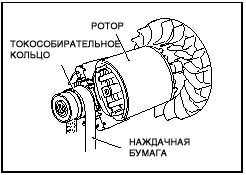 РОТОР
ТОКОСОБИРАТЕЛЬНОЕ
КОЛЬЦО
НАЖДАЧНАЯ
БУМАГА